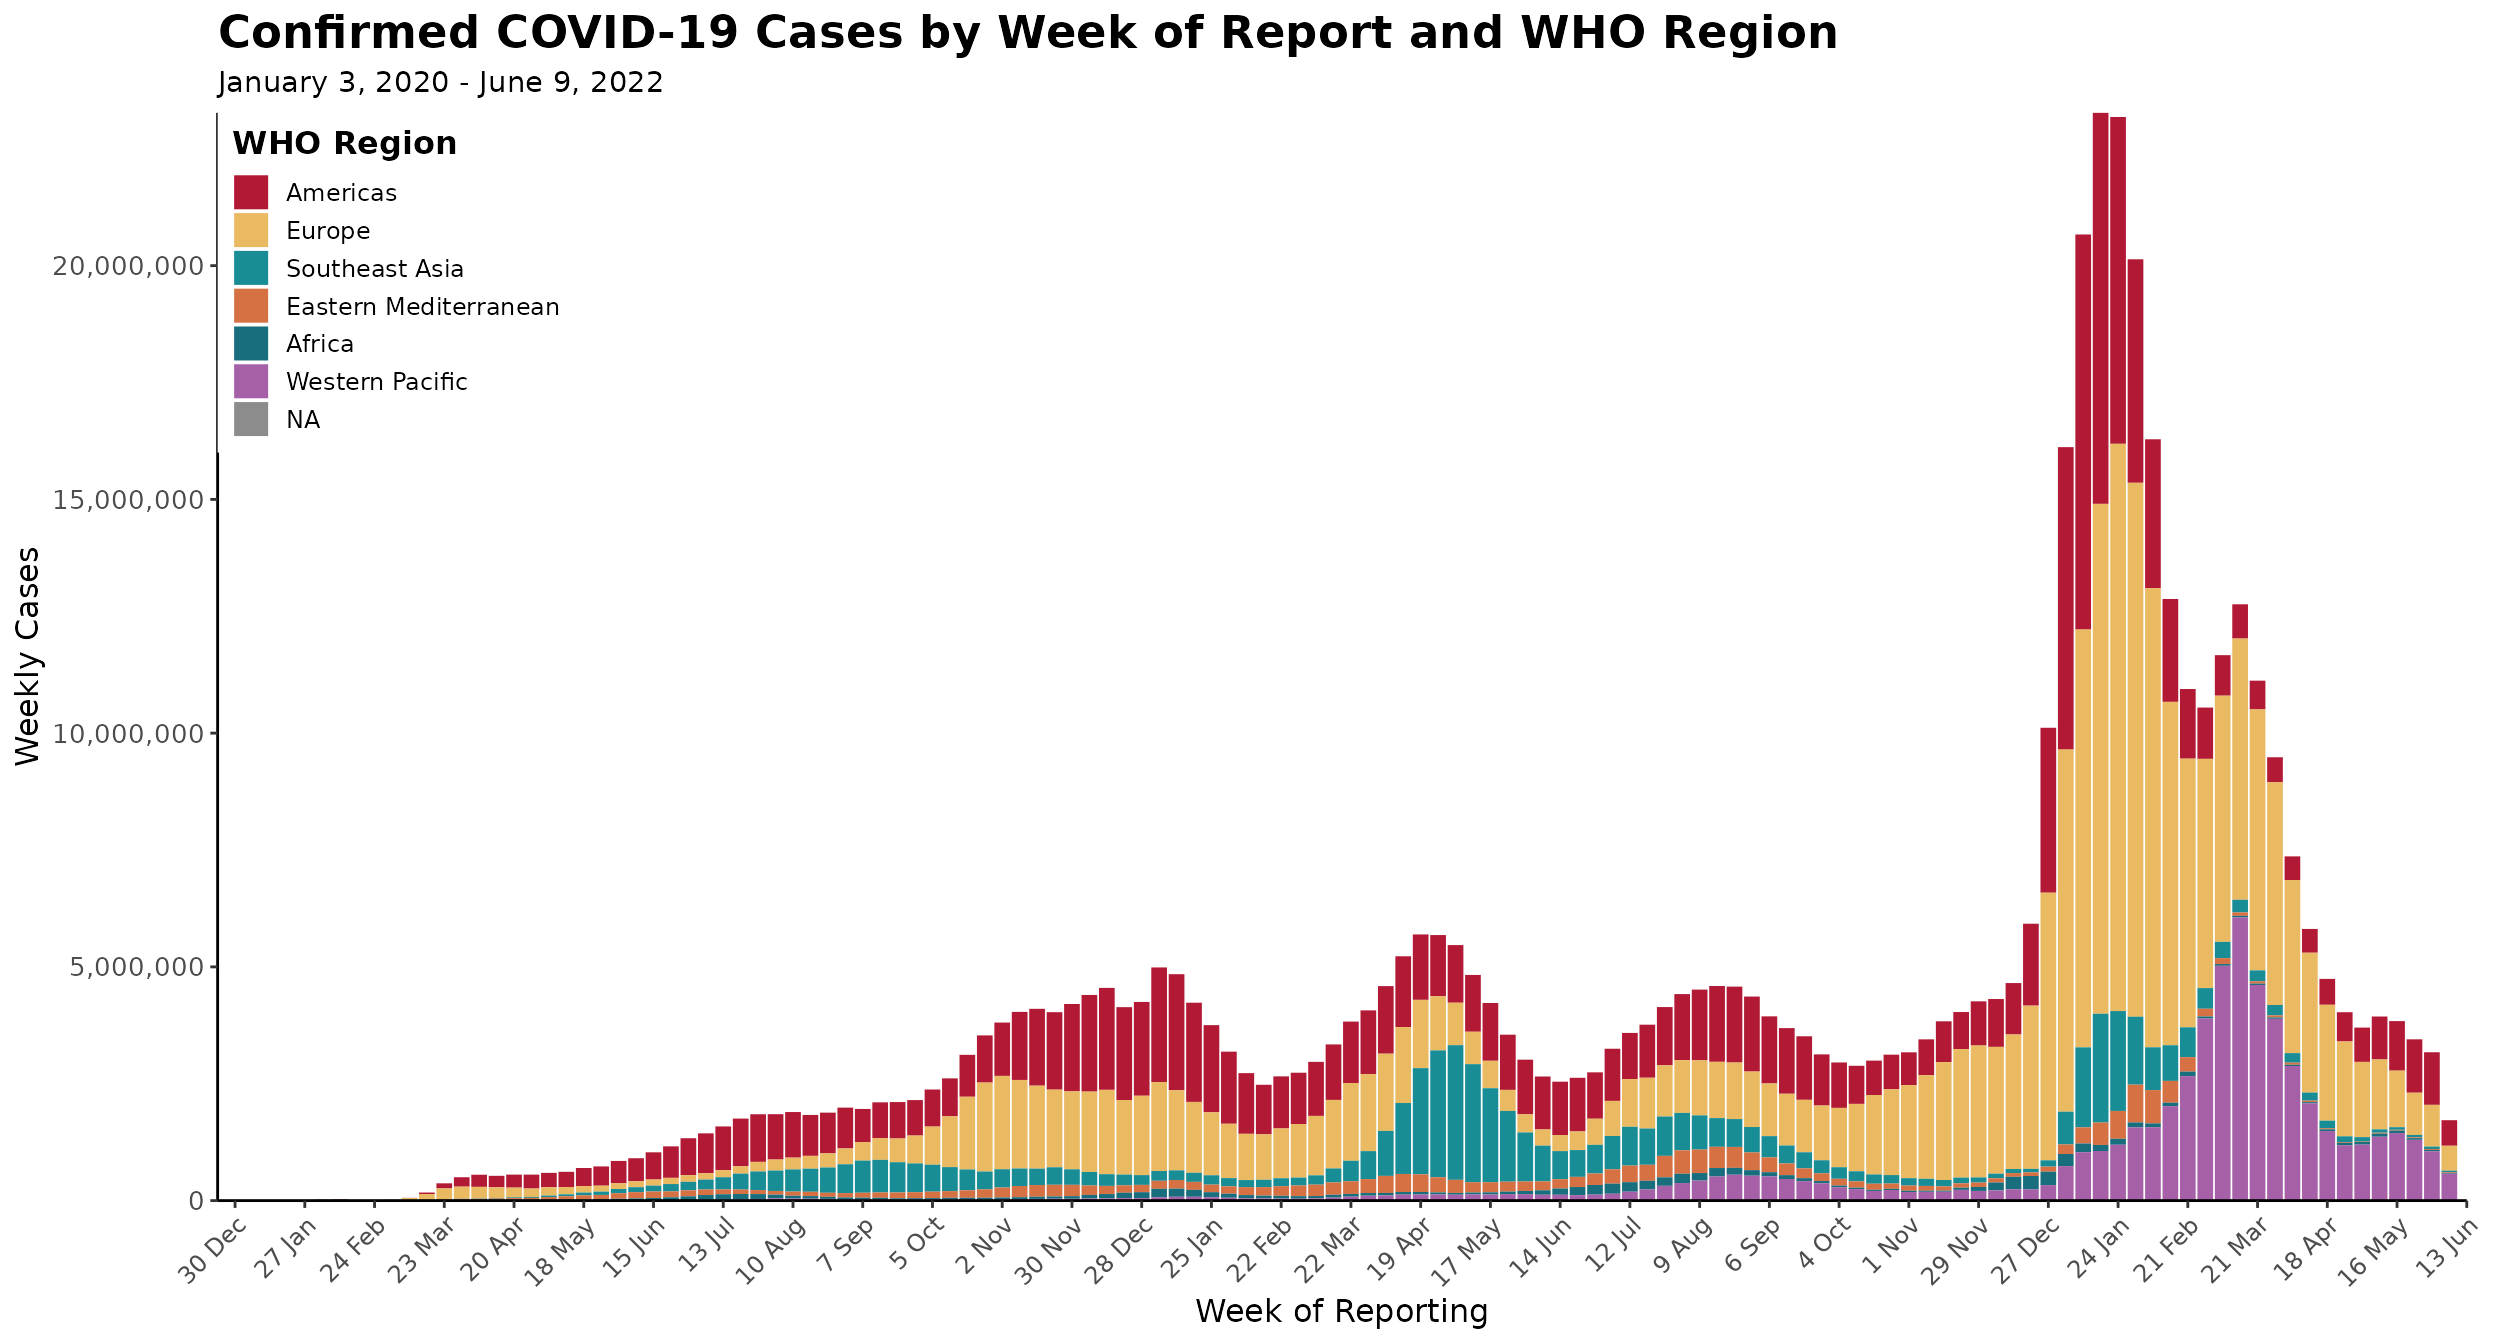 Confirmed COVID-19 Cases by Week of Report and WHO Region
January 3, 2020 - June 9, 2022
WHO Region
Americas
Europe
Southeast Asia
Eastern Mediterranean
Africa
Western Pacific
NA
Weekly Cases
20,000,000
15,000,000
10,000,000
5,000,000
0
30 Dec
27 Jan
24 Feb
23 Mar
20 Apr
18 May
15 Jun
13 Jul
10 Aug
7 Sep
5 Oct
2 Nov
30 Nov
28 Dec
25 Jan
22 Feb
22 Mar
19 Apr
17 May
14 Jun
12 Jul
9 Aug
6 Sep
4 Oct
1 Nov
29 Nov
27 Dec
24 Jan
21 Feb
21 Mar
18 Apr
16 May
13 Jun
Week of Reporting